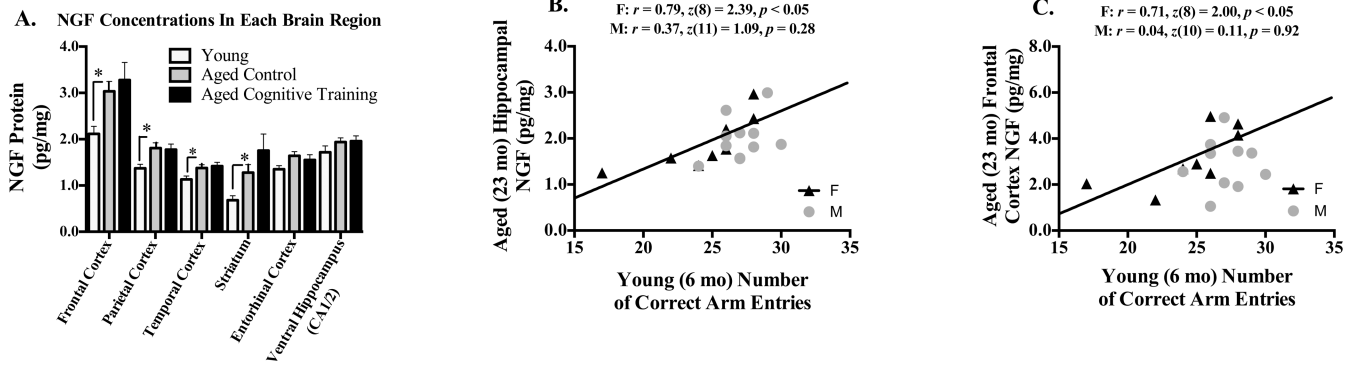 A. NGF Concentrations In Each Brain Region
NGF Protein
(pg/mg)
4.0
3.0
2.0
1.0
0.0
Young
Aged Control
Aged Cognitive Training
*
*
*
*
Frontal Cortex
Parietal Cortex
Temporal Cortex
Striatum
Entorhinal Cortex
Ventral Hippocampus
(CA1/2)
B.
F: r = 0.79, z(8) = 2.39, p < 0.05
M: r = 0.37, z(11) = 1.09, p = 0.28
Aged (23 mo) Hippocampal
NGF (pg/mg)
4.0
3.0
2.0
1.0
0.0
F
M
15 20 25 30 35
Young (6 mo) Number
of Correct Arm Entries
C.
F: r = 0.71, z(8) = 2.00, p < 0.05
M: r = 0.04, z(10) = 0.11, p = 0.92
Aged (23 mo) Frontal
Cortex NGF (pg/mg)
8.0
6.0
4.0
2.0
0.0
F
M
15 20 25 30 35
Young (6 mo) Number
of Correct Arm Entries